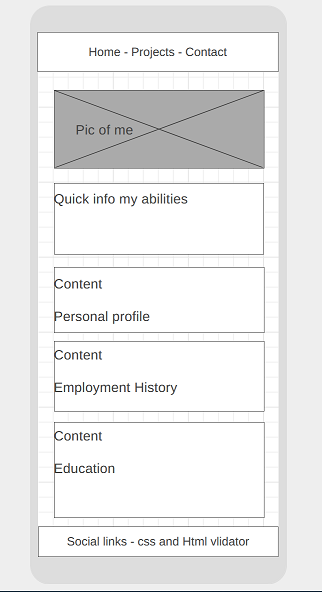 Home - Projects - Contact
Pic of me
Quick info my abilities
Content
Personal profile
Content
Employment History
Content
Education
Social links - css and Html vlidator